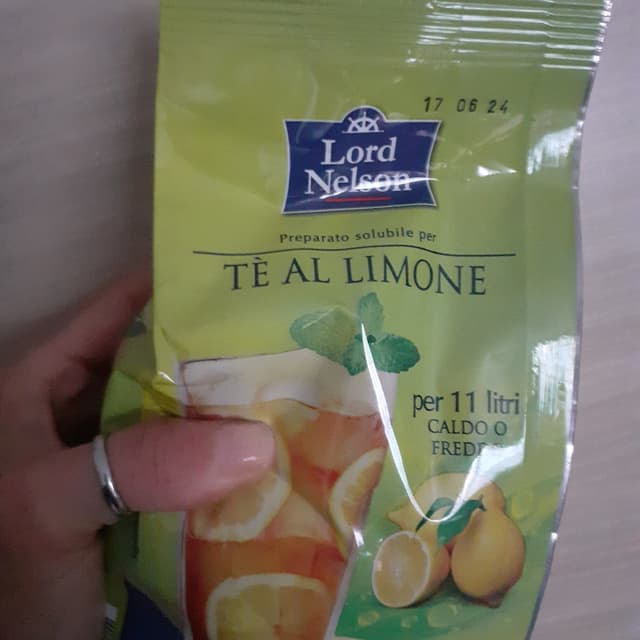 17 06 24
Lord
Nelson
Preparato solubile per
TÈ AL LIMONE
per 11 litri
CALDO O